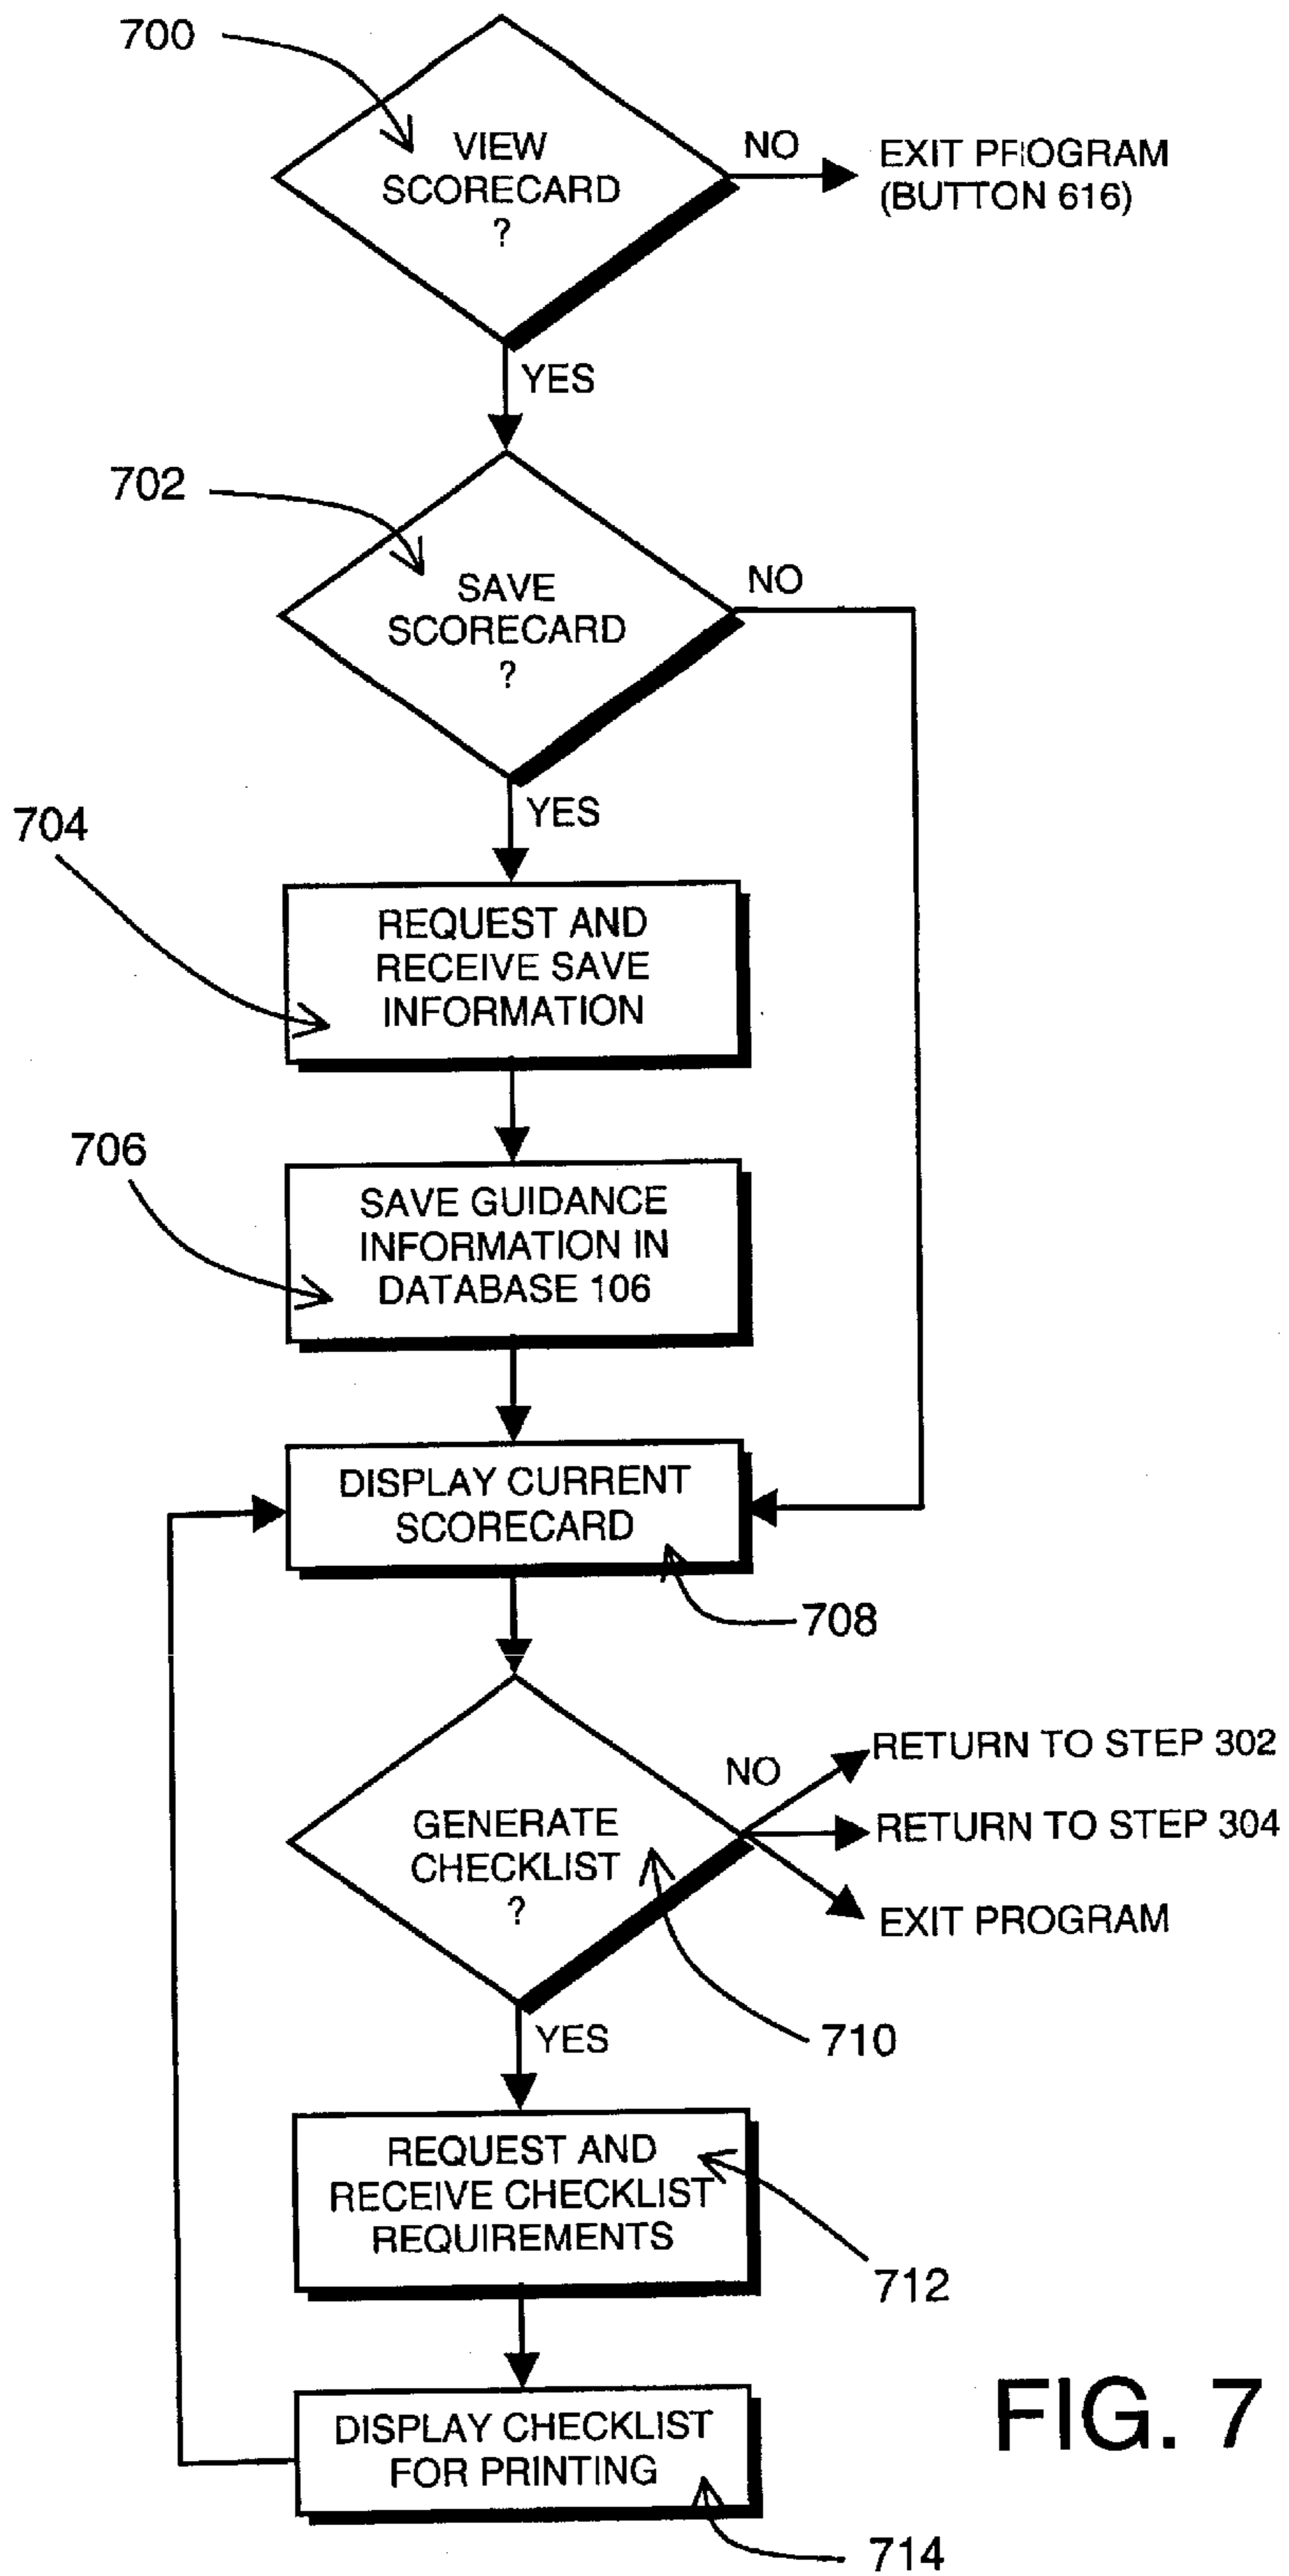 700
VIEW
SCORECARD
?
NO
EXIT PROGRAM
(BUTTON 616)
YES
702
SAVE
SCORECARD
?
NO
YES
704
REQUEST AND
RECEIVE SAVE
INFORMATION
706
SAVE GUIDANCE
INFORMATION IN
DATABASE 106
DISPLAY CURRENT
SCORECARD
708
GENERATE
CHECKLIST
?
NO
RETURN TO STEP 302
RETURN TO STEP 304
EXIT PROGRAM
710
YES
REQUEST AND
RECEIVE CHECKLIST
REQUIREMENTS
712
DISPLAY CHECKLIST
FOR PRINTING
714
FIG. 7